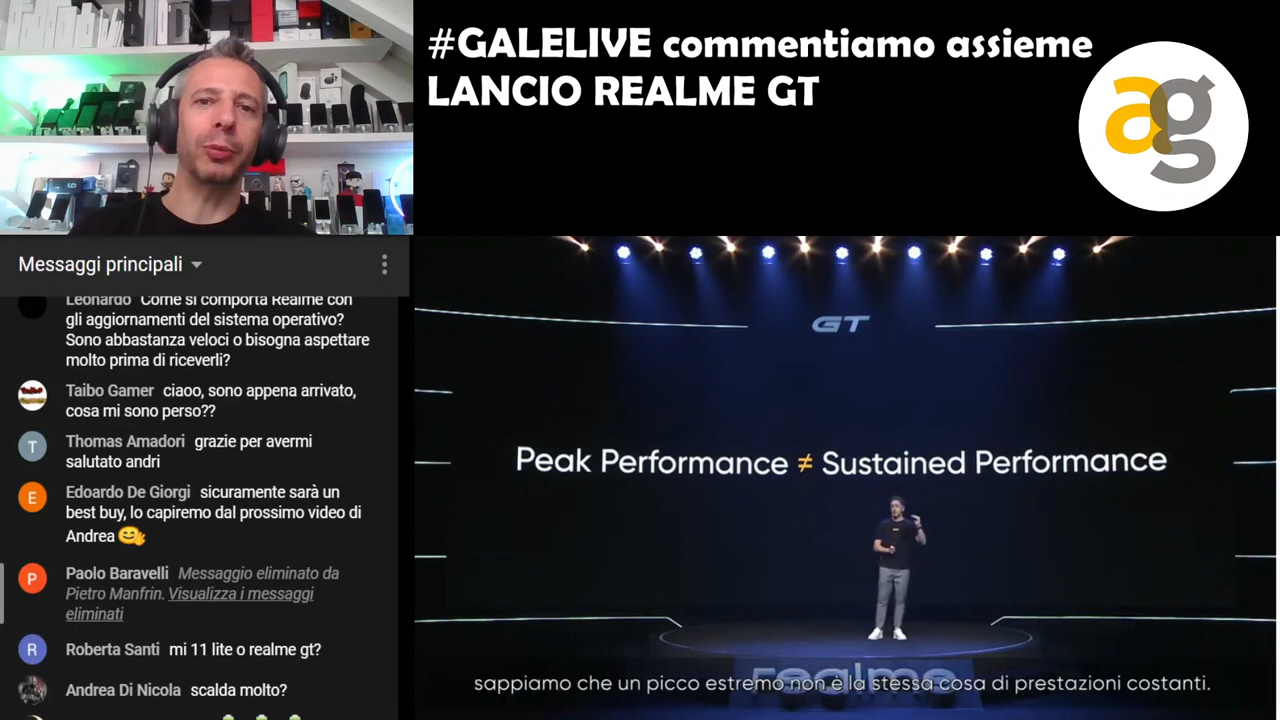 #GALELIVE commentiamo assieme
LANCIO REALME GT
ag
Messaggi principali
Leonardo Come si comporta Realme con
gli aggiornamenti del sistema operativo?
Sono abbastanza veloci o bisogna aspettare
molto prima di riceverli?
Taibo Gamer ciaoo, sono appena arrivato,
cosa mi sono perso??
T
Thomas Amadori grazie per avermi
salutato andri
E
Edoardo De Giorgi sicuramente sarà un
best buy, lo capiremo dal prossimo video di
Andrea
P
Paolo Baravelli Messaggio eliminato da
Pietro Manfrin. Visualizza i messaggi
eliminati
R
Roberta Santi mi 11 lite o realme gt?
Andrea Di Nicola scalda molto?
GT
Peak Performance ≠ Sustained Performance
realme
sappiamo che un picco estremo non è la stessa cosa di prestazioni costanti.